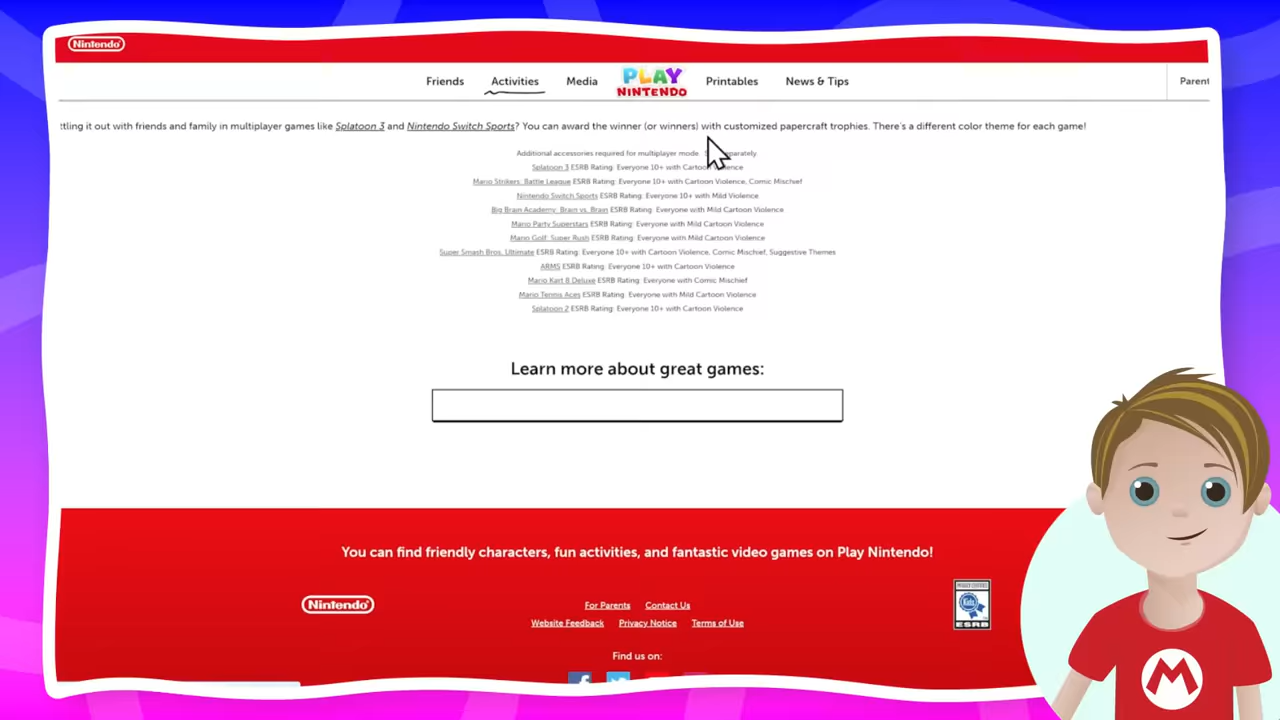 Nintendo
Friends Activities Media PLAY NINTENDO Printables News & Tips Parent
ttling it out with friends and family in multiplayer games like Splatoon 3 and Nintendo Switch Sports? You can award the winner (or winners) with customized papercraft trophies. There's a different color theme for each game!
Additional accessories required for multiplayer mode. separately.
Splatoon 3 ESRB Rating: Everyone 10+ with Cartoon Violence
Mario Strikers: Battle League ESRB Rating: Everyone 10+ with Cartoon Violence, Comic Mischief
Nintendo Switch Sports ESRB Rating: Everyone 10+ with Mild Violence
Big Brain Academy: Brain vs. Brain ESRB Rating: Everyone with Mild Cartoon Violence
Mario Party Superstars ESRB Rating: Everyone with Mild Cartoon Violence
Mario Golf: Super Rush ESRB Rating: Everyone with Mild Cartoon Violence
Super Smash Bros. Ultimate ESRB Rating: Everyone 10+ with Cartoon Violence, Comic Mischief, Suggestive Themes
ARMS ESRB Rating: Everyone 10+ with Cartoon Violence
Mario Kart 8 Deluxe ESRB Rating: Everyone with Comic Mischief
Mario Tennis Aces ESRB Rating: Everyone with Mild Cartoon Violence
Splatoon 2 ESRB Rating: Everyone 10+ with Cartoon Violence
Learn more about great games:
You can find friendly characters, fun activities, and fantastic video games on Play Nintendo!
Nintendo
For Parents Contact Us
Website Feedback Privacy Notice Terms of Use
ESRB
Find us on:
M